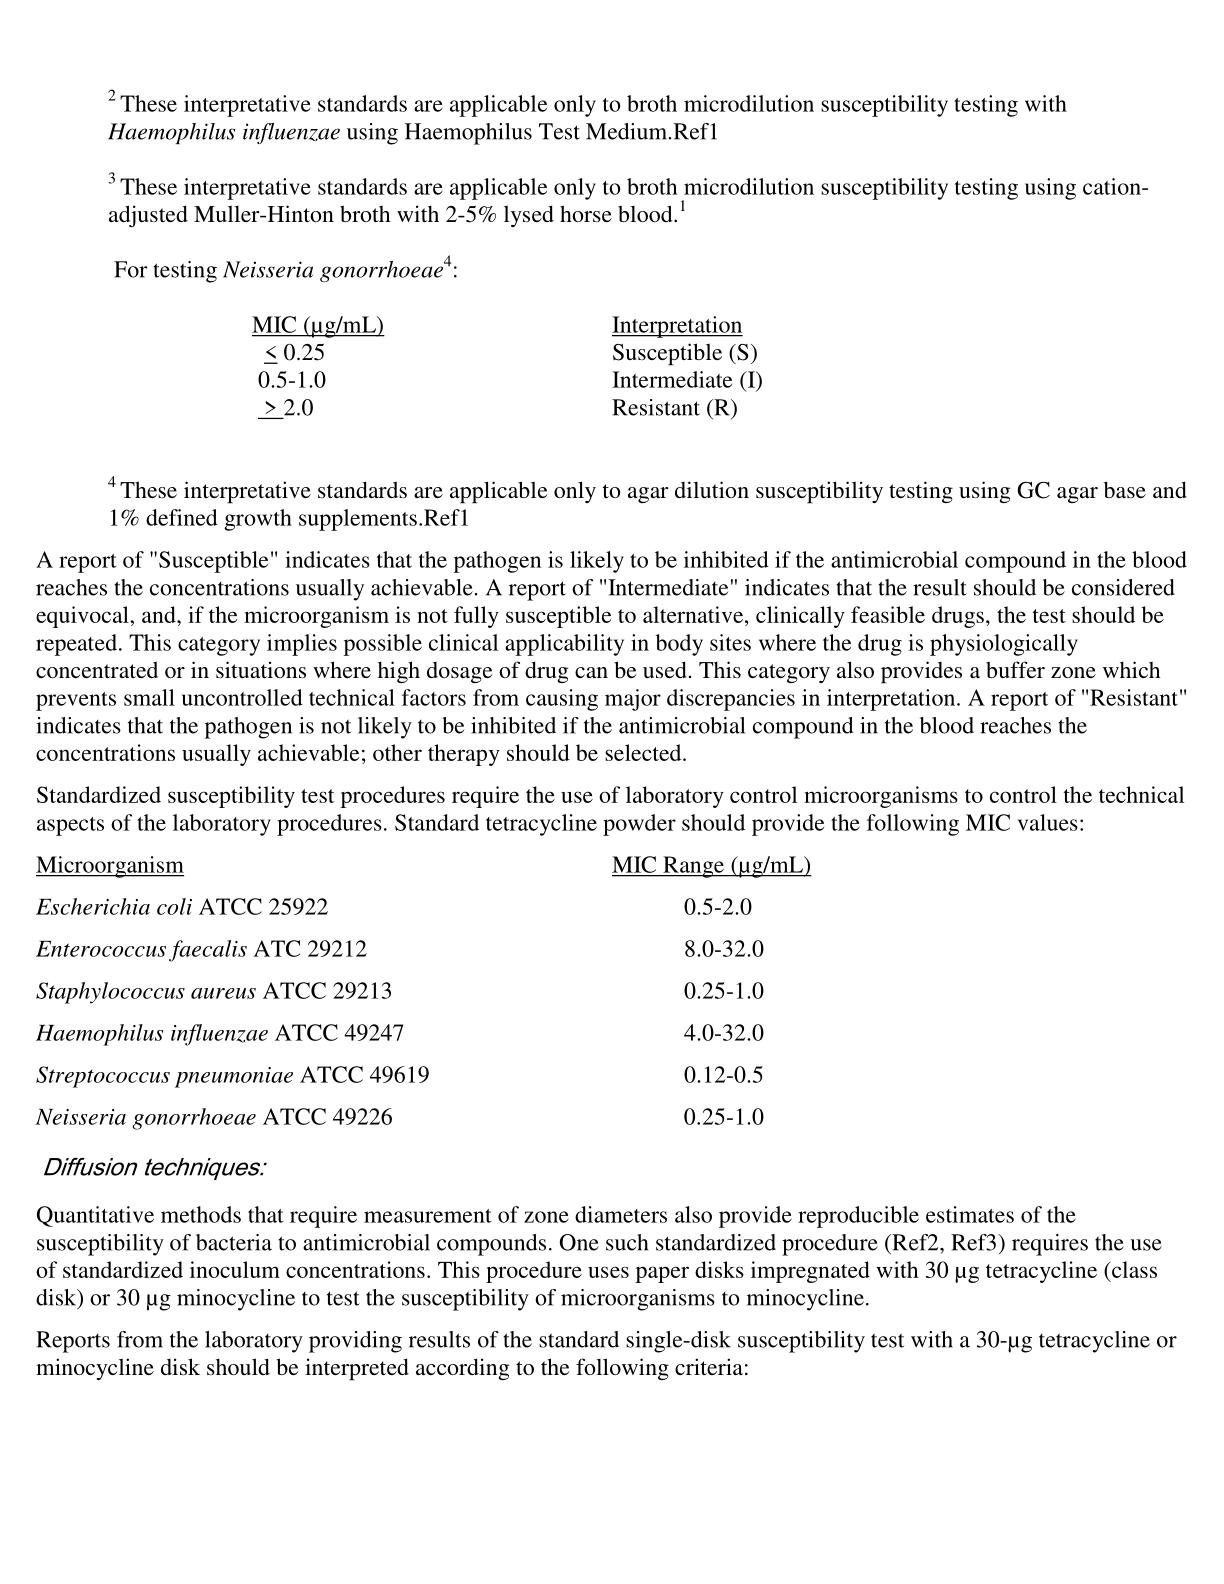 2 These interpretative standards are applicable only to broth microdilution susceptibility testing with
Haemophilus influenzae using Haemophilus Test Medium.Ref1
3 These interpretative standards are applicable only to broth microdilution susceptibility testing using cation-
adjusted Muller-Hinton broth with 2-5% lysed horse blood.1
For testing Neisseria gonorrhoeae4:
MIC (µg/mL) Interpretation
≤ 0.25 Susceptible (S)
0.5-1.0 Intermediate (I)
≥ 2.0 Resistant (R)
4 These interpretative standards are applicable only to agar dilution susceptibility testing using GC agar base and
1% defined growth supplements.Ref1
A report of "Susceptible" indicates that the pathogen is likely to be inhibited if the antimicrobial compound in the blood
reaches the concentrations usually achievable. A report of "Intermediate" indicates that the result should be considered
equivocal, and, if the microorganism is not fully susceptible to alternative, clinically feasible drugs, the test should be
repeated. This category implies possible clinical applicability in body sites where the drug is physiologically
concentrated or in situations where high dosage of drug can be used. This category also provides a buffer zone which
prevents small uncontrolled technical factors from causing major discrepancies in interpretation. A report of "Resistant"
indicates that the pathogen is not likely to be inhibited if the antimicrobial compound in the blood reaches the
concentrations usually achievable; other therapy should be selected.
Standardized susceptibility test procedures require the use of laboratory control microorganisms to control the technical
aspects of the laboratory procedures. Standard tetracycline powder should provide the following MIC values:
Microorganism MIC Range (µg/mL)
Escherichia coli ATCC 25922 0.5-2.0
Enterococcus faecalis ATC 29212 8.0-32.0
Staphylococcus aureus ATCC 29213 0.25-1.0
Haemophilus influenzae ATCC 49247 4.0-32.0
Streptococcus pneumoniae ATCC 49619 0.12-0.5
Neisseria gonorrhoeae ATCC 49226 0.25-1.0
Diffusion techniques:
Quantitative methods that require measurement of zone diameters also provide reproducible estimates of the
susceptibility of bacteria to antimicrobial compounds. One such standardized procedure (Ref2, Ref3) requires the use
of standardized inoculum concentrations. This procedure uses paper disks impregnated with 30 µg tetracycline (class
disk) or 30 µg minocycline to test the susceptibility of microorganisms to minocycline.
Reports from the laboratory providing results of the standard single-disk susceptibility test with a 30-µg tetracycline or
minocycline disk should be interpreted according to the following criteria: